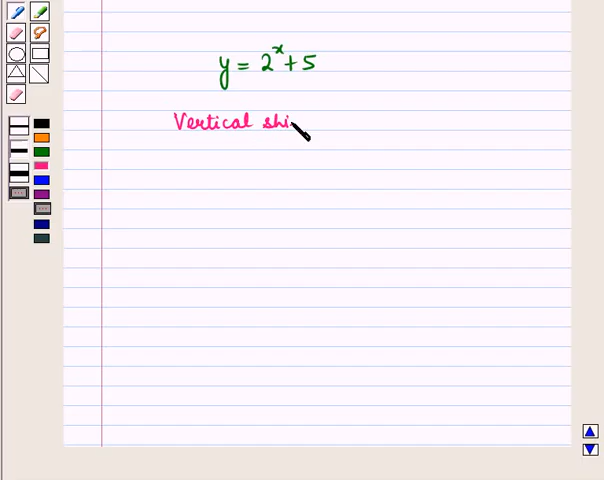 y = 2^x + 5
Vertical shi